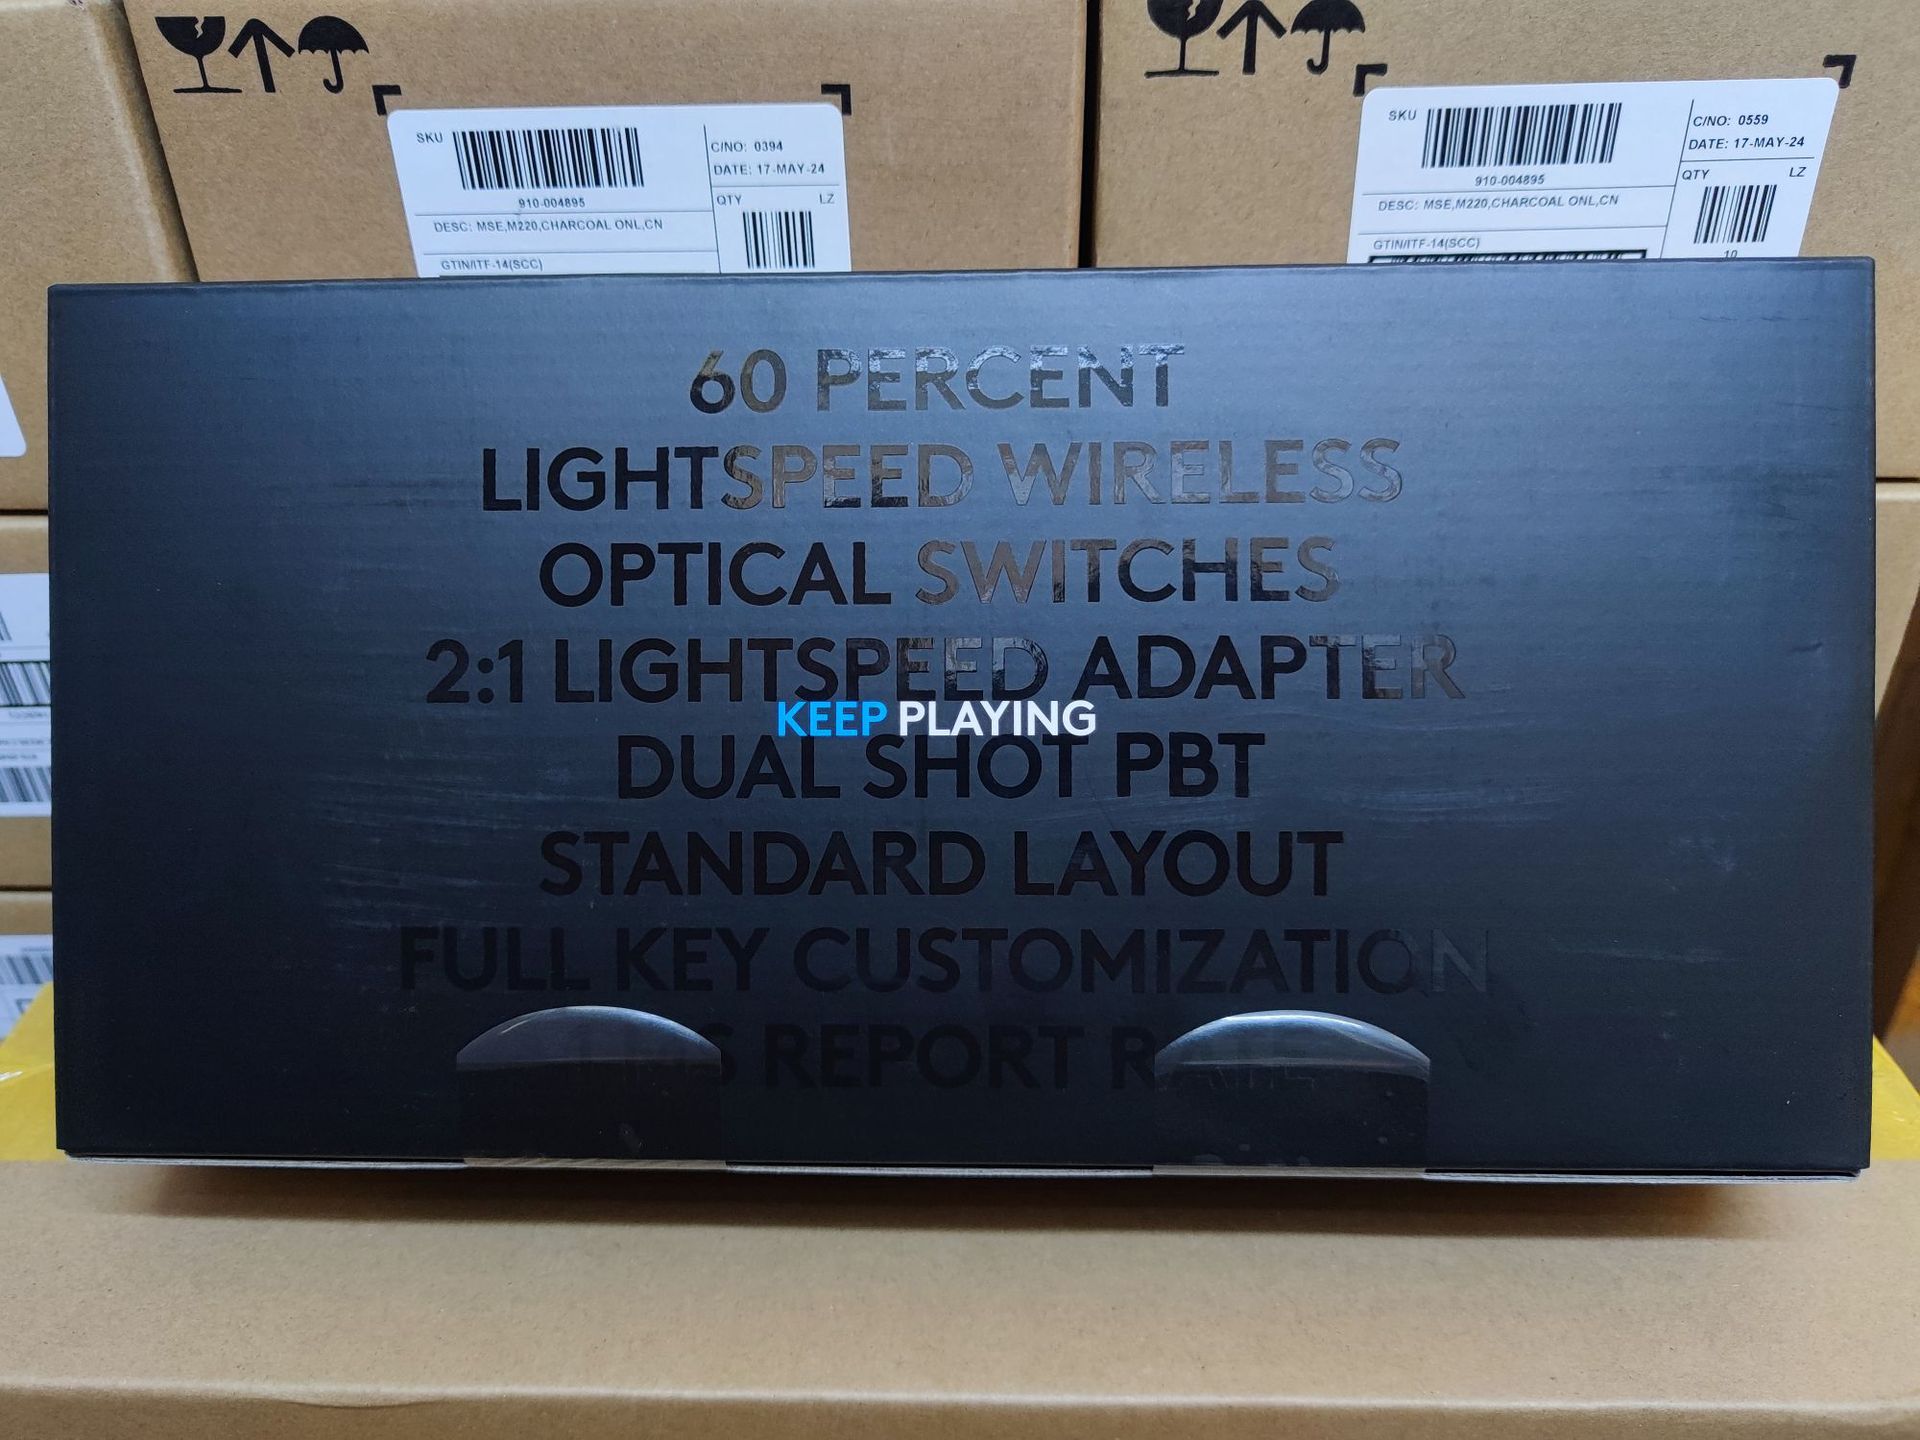 SKU
910-004895
C/NO: 0394
DATE: 17-MAY-24
QTY
LZ
DESC: MSE,M220,CHARCOAL ONL,CN
GTIN/ITF-14(SCC)
SKU
910-004895
C/NO: 0559
DATE: 17-MAY-24
QTY
LZ
10
DESC: MSE,M220,CHARCOAL ONL,CN
GTIN/ITF-14(SCC)
60 PERCENT
LIGHTSPEED WIRELESS
OPTICAL SWITCHES
2:1 LIGHTSPEED ADAPTER
KEEP PLAYING
DUAL SHOT PBT
STANDARD LAYOUT
FULL KEY CUSTOMIZATION
REPORT RATE